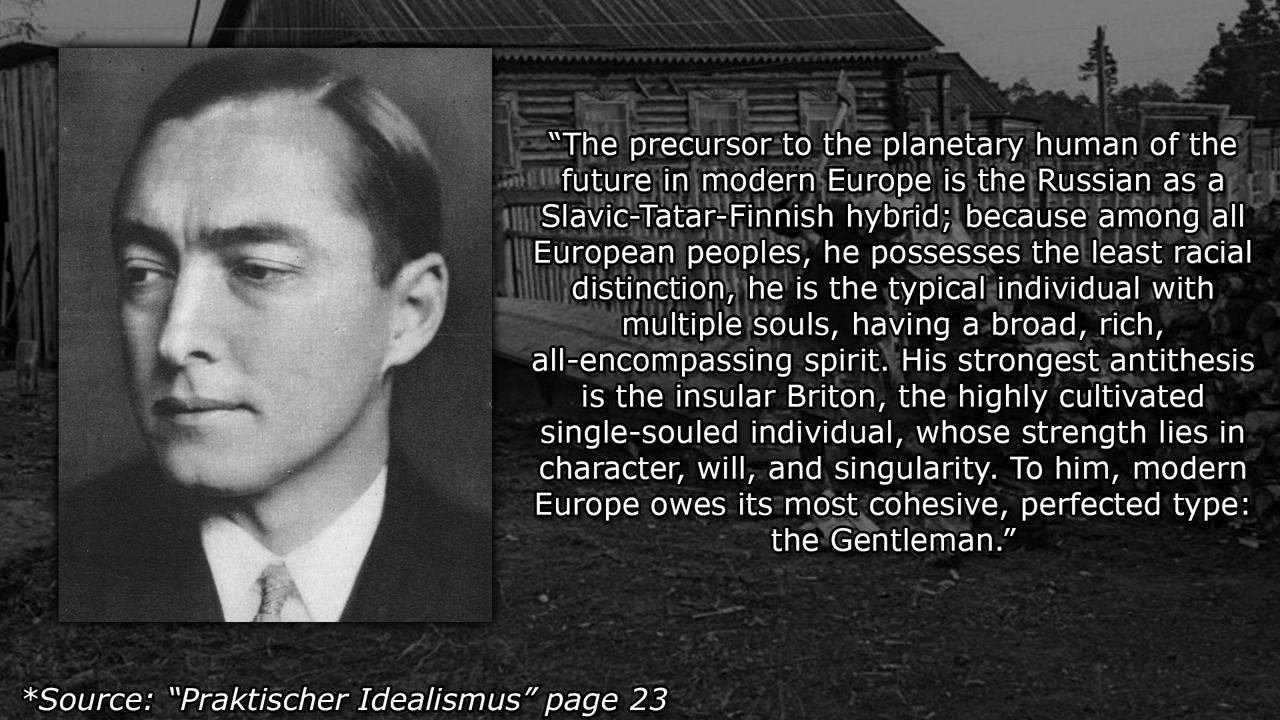 “The precursor to the planetary human of the
future in modern Europe is the Russian as a
Slavic-Tatar-Finnish hybrid; because among all
European peoples, he possesses the least racial
distinction, he is the typical individual with
multiple souls, having a broad, rich,
all-encompassing spirit. His strongest antithesis
is the insular Briton, the highly cultivated
single-souled individual, whose strength lies in
character, will, and singularity. To him, modern
Europe owes its most cohesive, perfected type:
the Gentleman.”
*Source: “Praktischer Idealismus” page 23